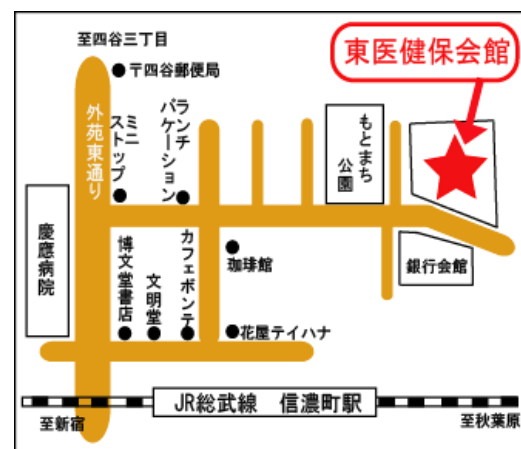 至四谷三丁目
東医健保会館
〒四谷郵便局
外苑東通り
ミニ
ストップ
ランチ
バケーション
もとまち
公園
慶應病院
博文堂書店
文明堂
カフェボンテ
珈琲館
銀行会館
花屋テイハナ
JR総武線 信濃町駅
至新宿
至秋葉原